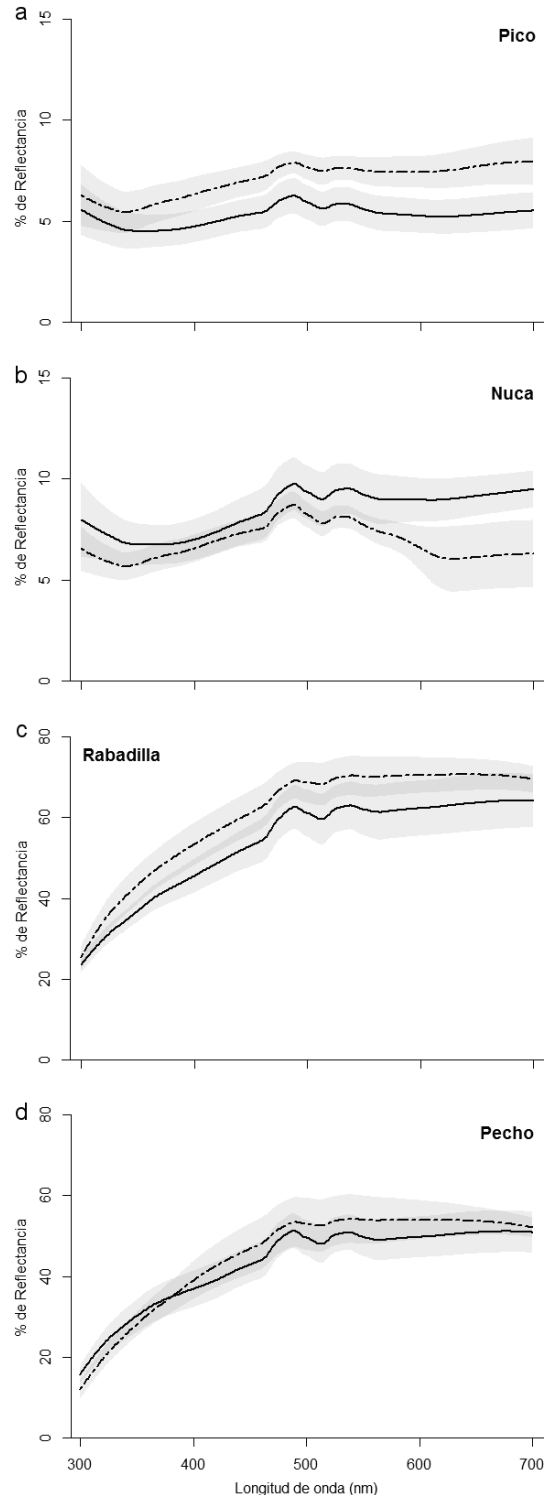 a
Pico
% de Reflectancia
15
10
5
0
b
Nuca
% de Reflectancia
15
10
5
0
c
Rabadilla
% de Reflectancia
80
60
40
20
0
d
Pecho
% de Reflectancia
80
60
40
20
0
300 400 500 600 700
Longitud de onda (nm)